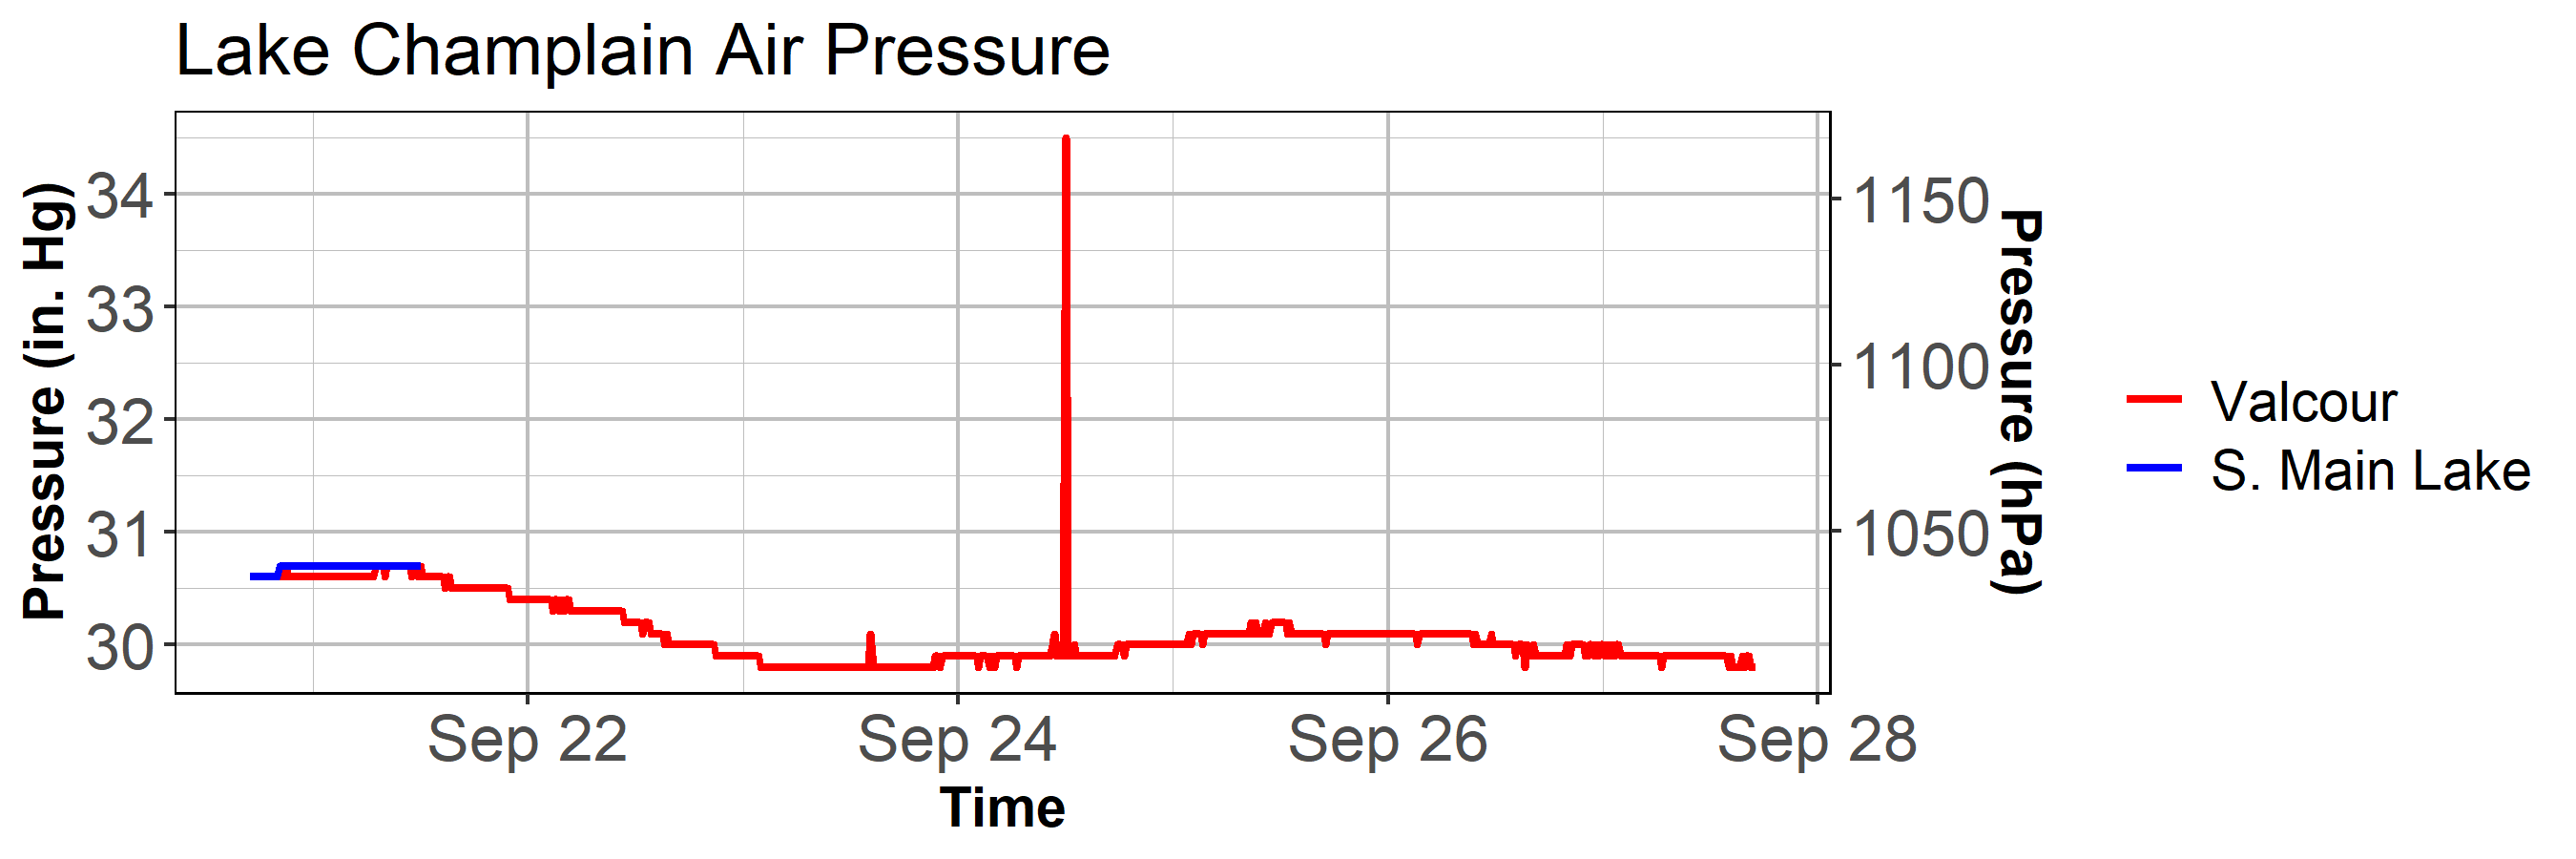 Lake Champlain Air Pressure
Pressure (in. Hg)
34
33
32
31
30
1150
1100
1050
Pressure (hPa)
Valcour
S. Main Lake
Sep 22 Sep 24 Sep 26 Sep 28
Time